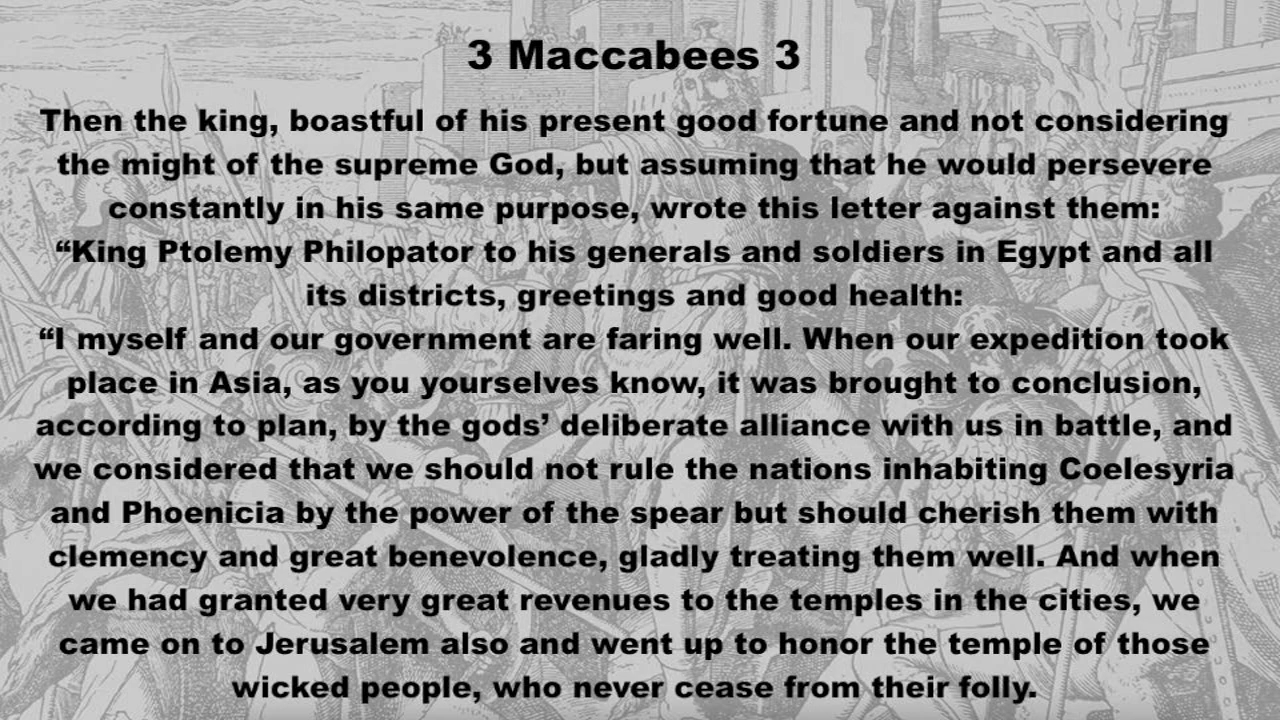 3 Maccabees 3
Then the king, boastful of his present good fortune and not considering
the might of the supreme God, but assuming that he would persevere
constantly in his same purpose, wrote this letter against them:
“King Ptolemy Philopator to his generals and soldiers in Egypt and all
its districts, greetings and good health:
“I myself and our government are faring well. When our expedition took
place in Asia, as you yourselves know, it was brought to conclusion,
according to plan, by the gods’ deliberate alliance with us in battle, and
we considered that we should not rule the nations inhabiting Coelesyria
and Phoenicia by the power of the spear but should cherish them with
clemency and great benevolence, gladly treating them well. And when
we had granted very great revenues to the temples in the cities, we
came on to Jerusalem also and went up to honor the temple of those
wicked people, who never cease from their folly.